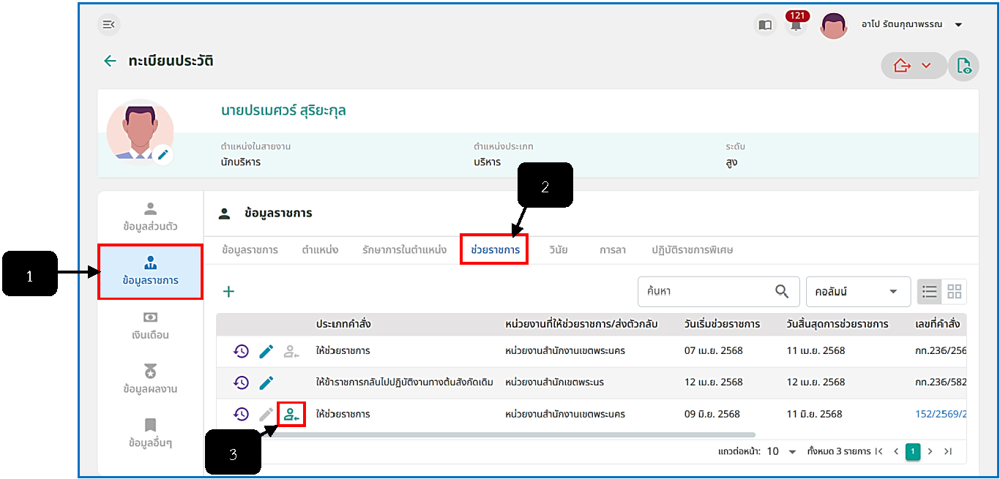 121
อาโป รัตนกุณาพรรณ
ทะเบียนประวัติ
นายปรเมศวร์ สุริยะกุล
ตำแหน่งในสายงาน ตำแหน่งประเภท ระดับ
นักบริหาร บริหาร สูง
2
ข้อมูลส่วนตัว
ข้อมูลราชการ
ข้อมูลราชการ ตำแหน่ง รักษาการในตำแหน่ง ช่วยราชการ วินัย การลา ปฏิบัติราชการพิเศษ
1
ข้อมูลราชการ
เงินเดือน
ข้อมูลผลงาน
ข้อมูลอื่นๆ
ค้นหา คอลัมน์
ประเภทคำสั่ง หน่วยงานที่ให้ช่วยราชการ/ส่งตัวกลับ วันเริ่มช่วยราชการ วันสิ้นสุดการช่วยราชการ เลขที่คำสั่ง
ให้ช่วยราชการ หน่วยงานสำนักงานเขตพระนคร 07 เม.ย. 2568 11 เม.ย. 2568 กท.236/256
ให้ข้าราชการกลับไปปฏิบัติงานทางต้นสังกัดเดิม หน่วยงานสำนักเขตพระนร 12 เม.ย. 2568 12 เม.ย. 2568 กท.236/582
ให้ช่วยราชการ หน่วยงานสำนักงานเขตพระนคร 09 มิ.ย. 2568 11 มิ.ย. 2568 152/2569/2
3
แถวต่อหน้า: 10 ทั้งหมด 3 รายการ 1